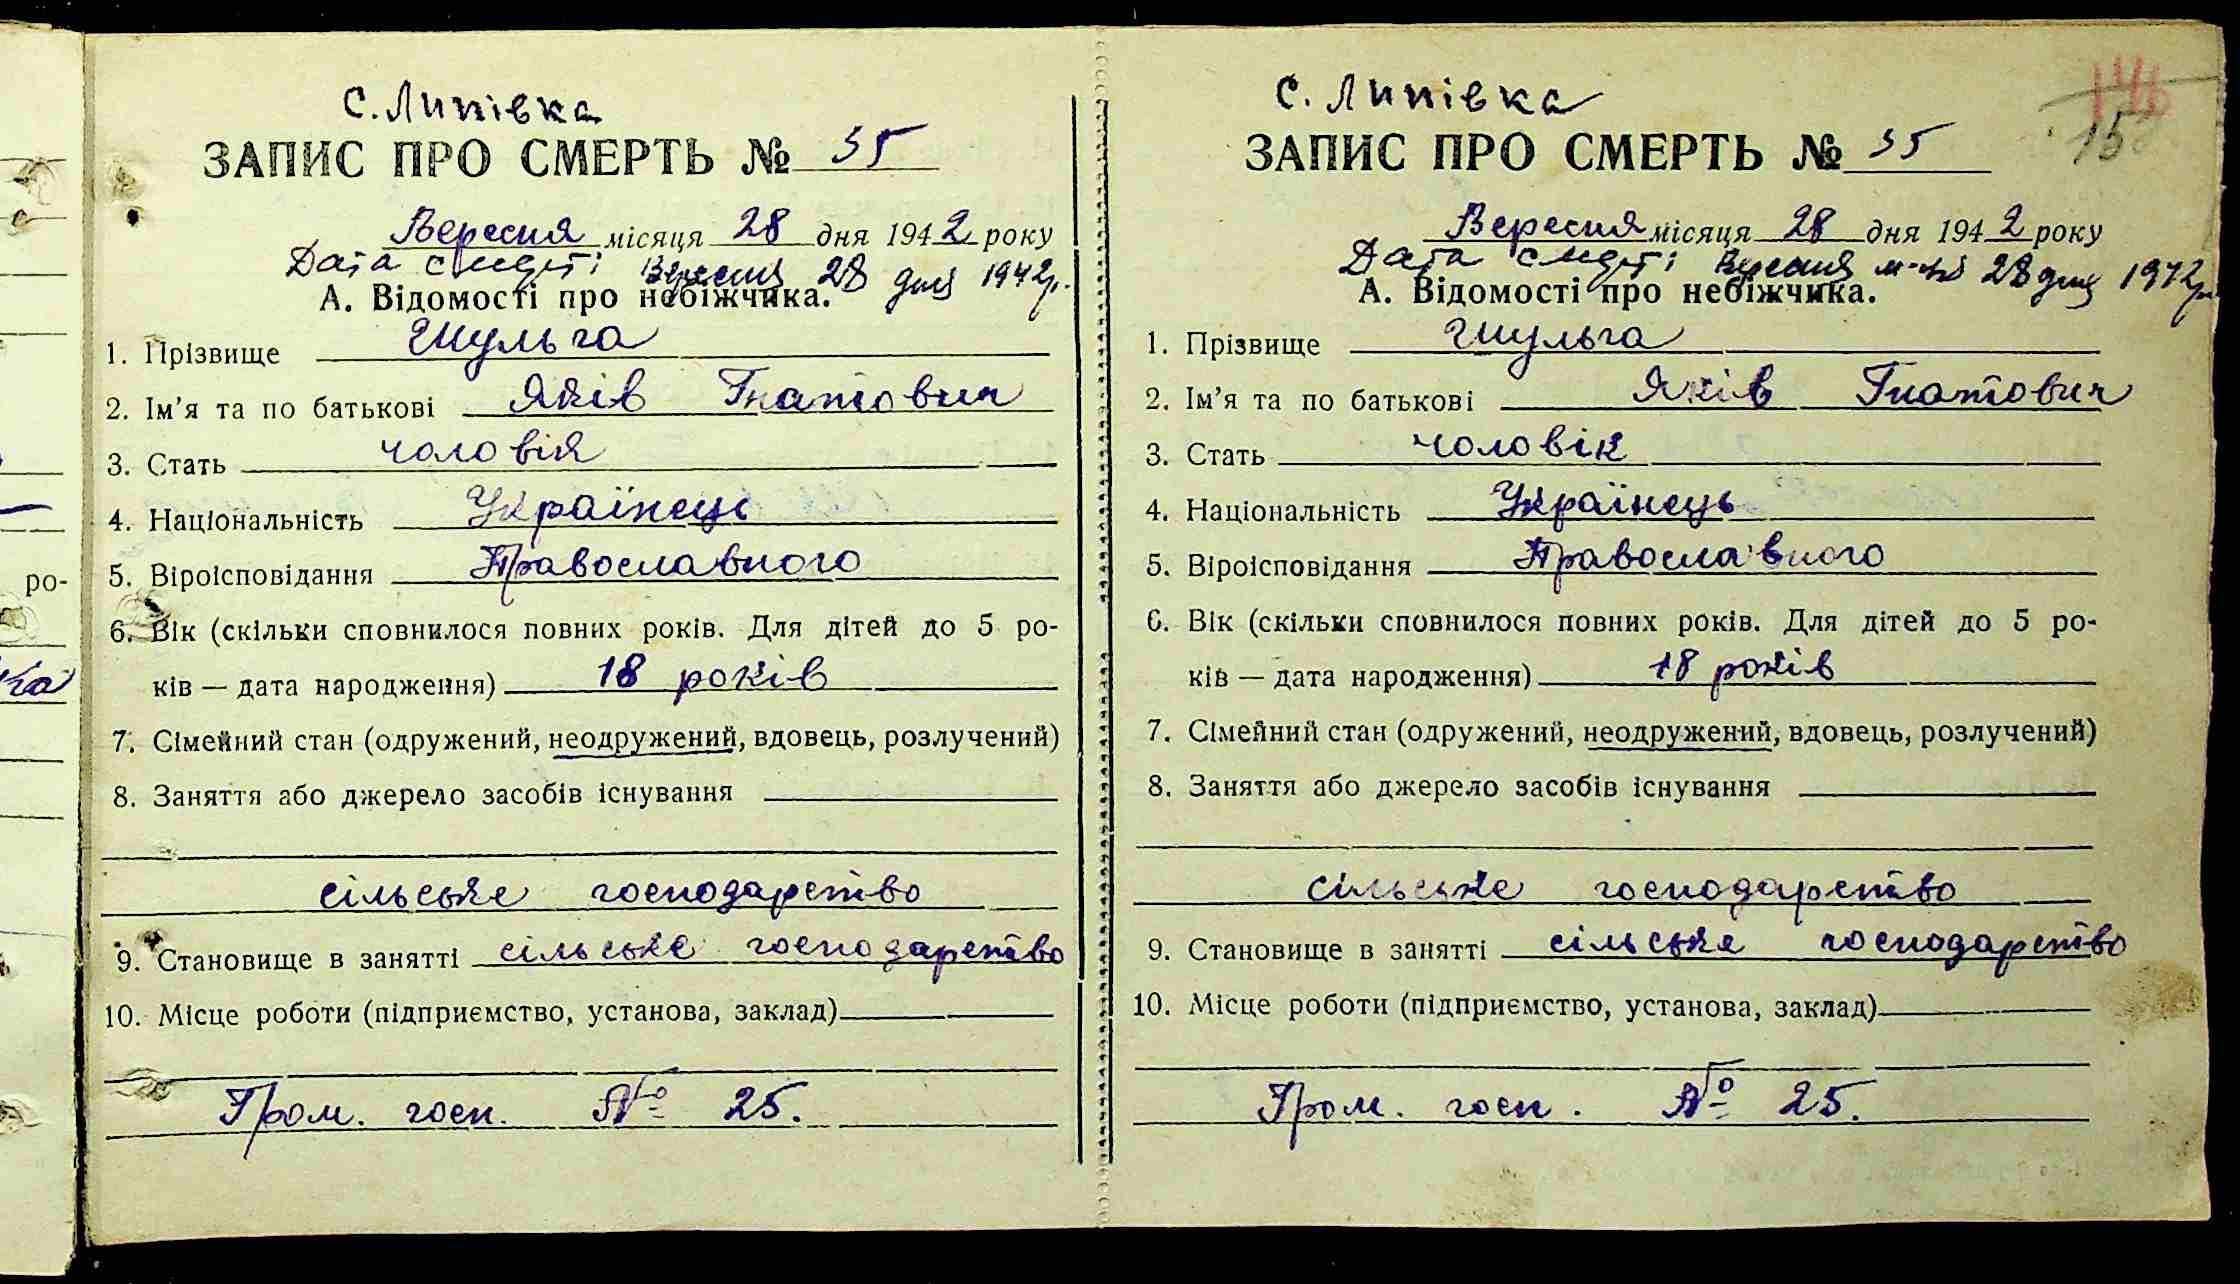 с. Липівка
ЗАПИС ПРО СМЕРТЬ № 35
Вересня місяця 28 дня 1942 року
Дата смерті Вересня 28 дня 1942р.
А. Відомості про небіжчика.
1. Прізвище Шульга
2. Ім'я та по батькові Яків Гнатович
3. Стать чоловік
4. Національність Українець
5. Віроісповідання Православного
6. Вік (скільки сповнилося повних років. Для дітей до 5 ро-
ків — дата народження) 18 років
7. Сімейний стан (одружений, неодружений, вдовець, розлучений)
8. Заняття або джерело засобів існування
сільське господарство
9. Становище в занятті сільське господарство
10. Місце роботи (підприємство, установа, заклад)
Гром. госп. № 25.
с. Липівка
ЗАПИС ПРО СМЕРТЬ № 35
Вересня місяця 28 дня 1942 року
Дата смерті Вересня м-ця 28 дня 1942р.
А. Відомості про небіжчика.
1. Прізвище Шульга
2. Ім'я та по батькові Яків Гнатович
3. Стать чоловік
4. Національність Українець
5. Віроісповідання Православного
6. Вік (скільки сповнилося повних років. Для дітей до 5 ро-
ків — дата народження) 18 років
7. Сімейний стан (одружений, неодружений, вдовець, розлучений)
8. Заняття або джерело засобів існування
сільське господарство
9. Становище в занятті сільське господарство
10. Місце роботи (підприємство, установа, заклад)
Гром. госп. № 25.
ро-